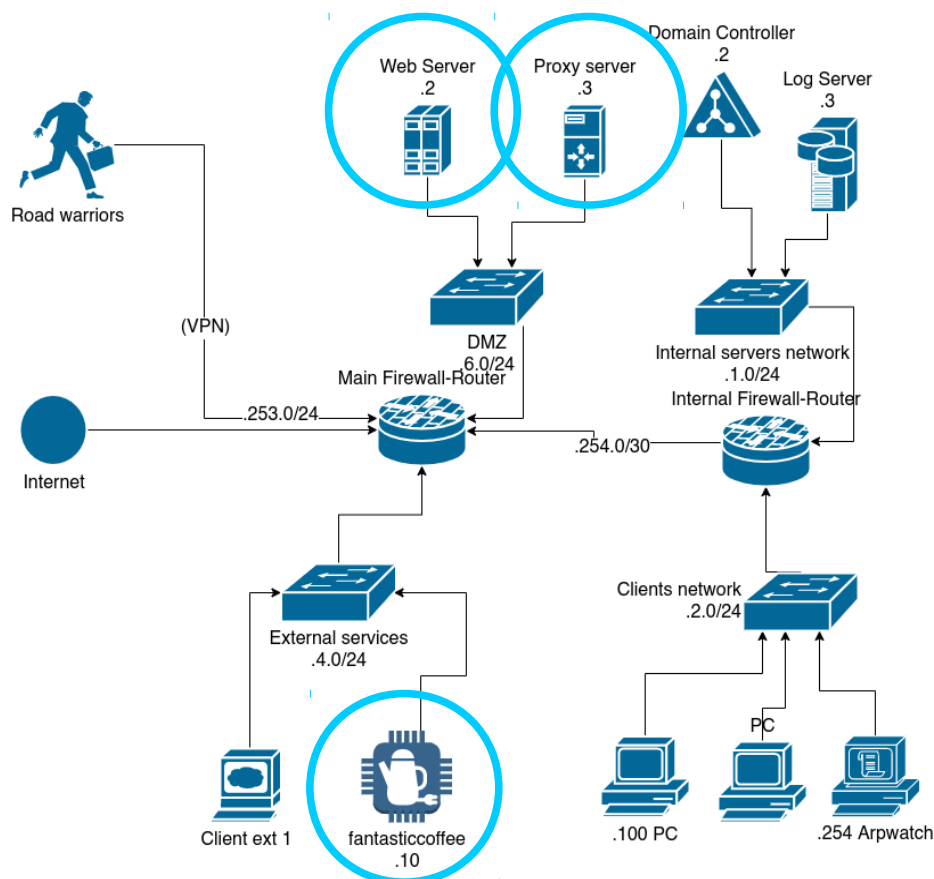 Domain Controller
.2
Web Server
.2
Proxy server
.3
Log Server
.3
Road warriors
(VPN)
DMZ
6.0/24
Internal servers network
.1.0/24
Main Firewall-Router
Internal Firewall-Router
.253.0/24
.254.0/30
Internet
Clients network
.2.0/24
External services
.4.0/24
PC
Client ext 1
fantasticcoffee
.10
.100 PC
.254 Arpwatch